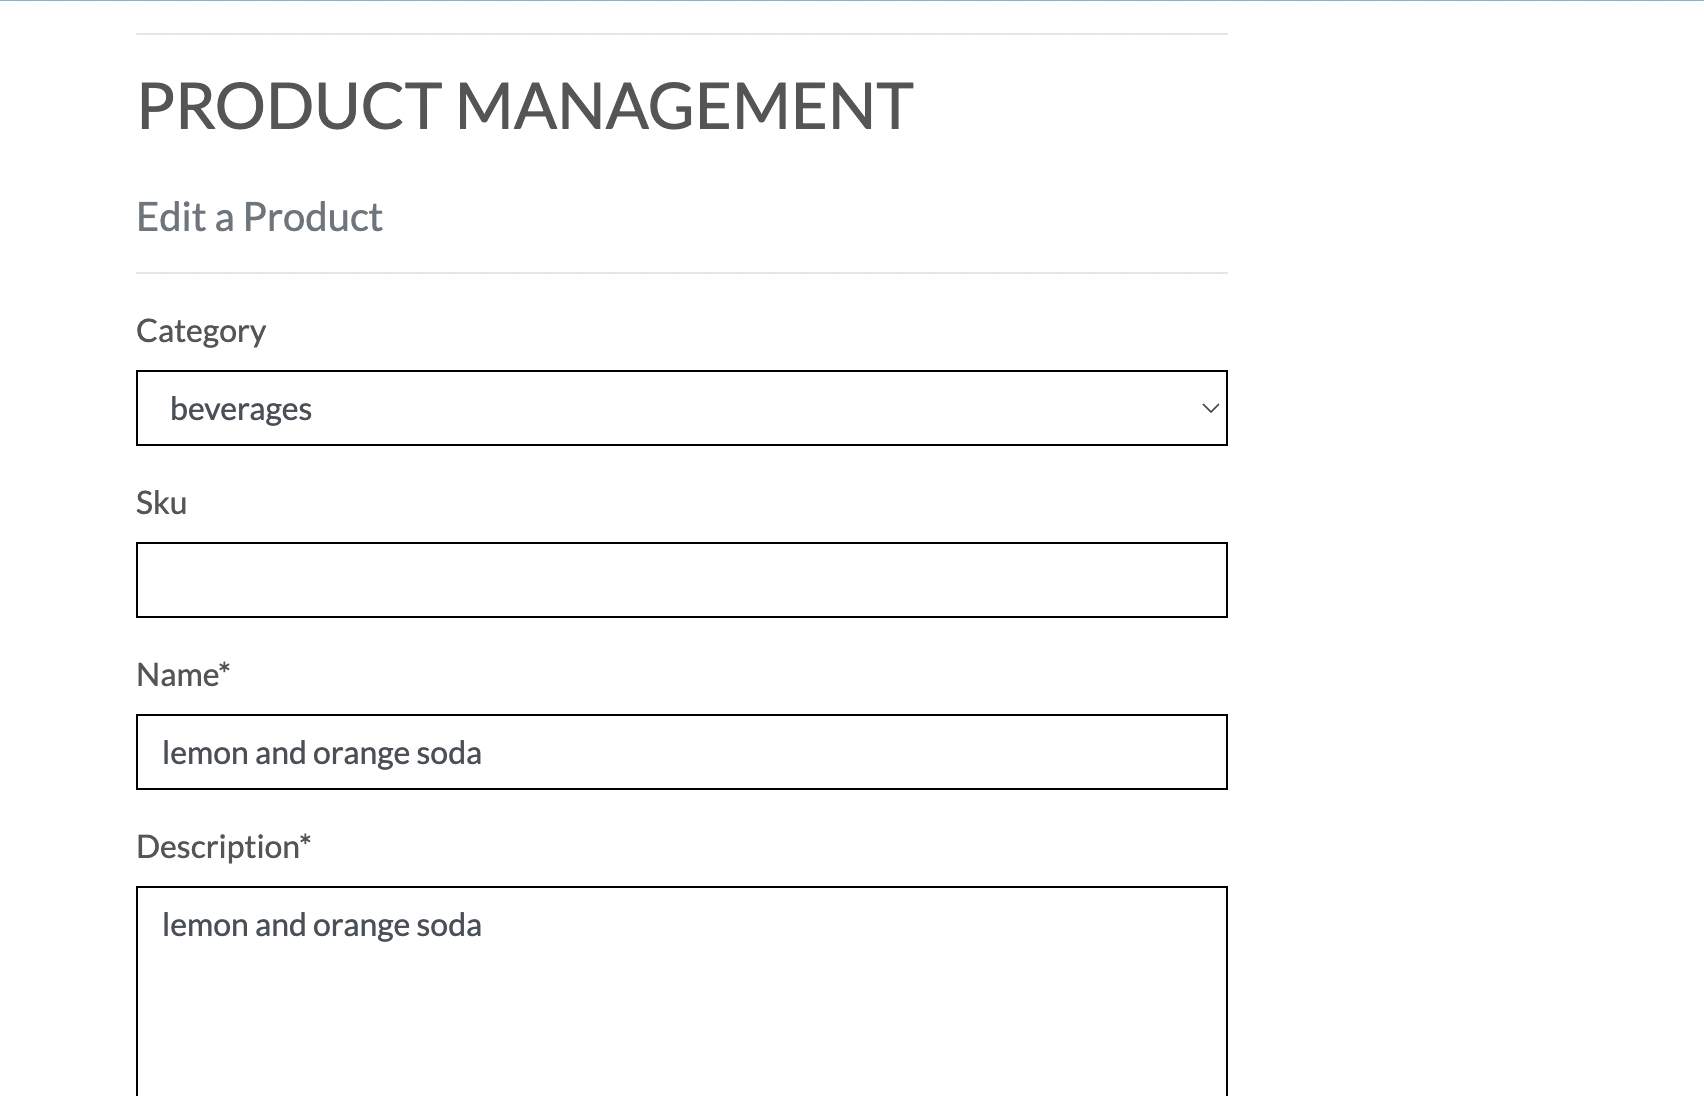 PRODUCT MANAGEMENT
Edit a Product
Category
beverages
Sku
Name*
lemon and orange soda
Description*
lemon and orange soda